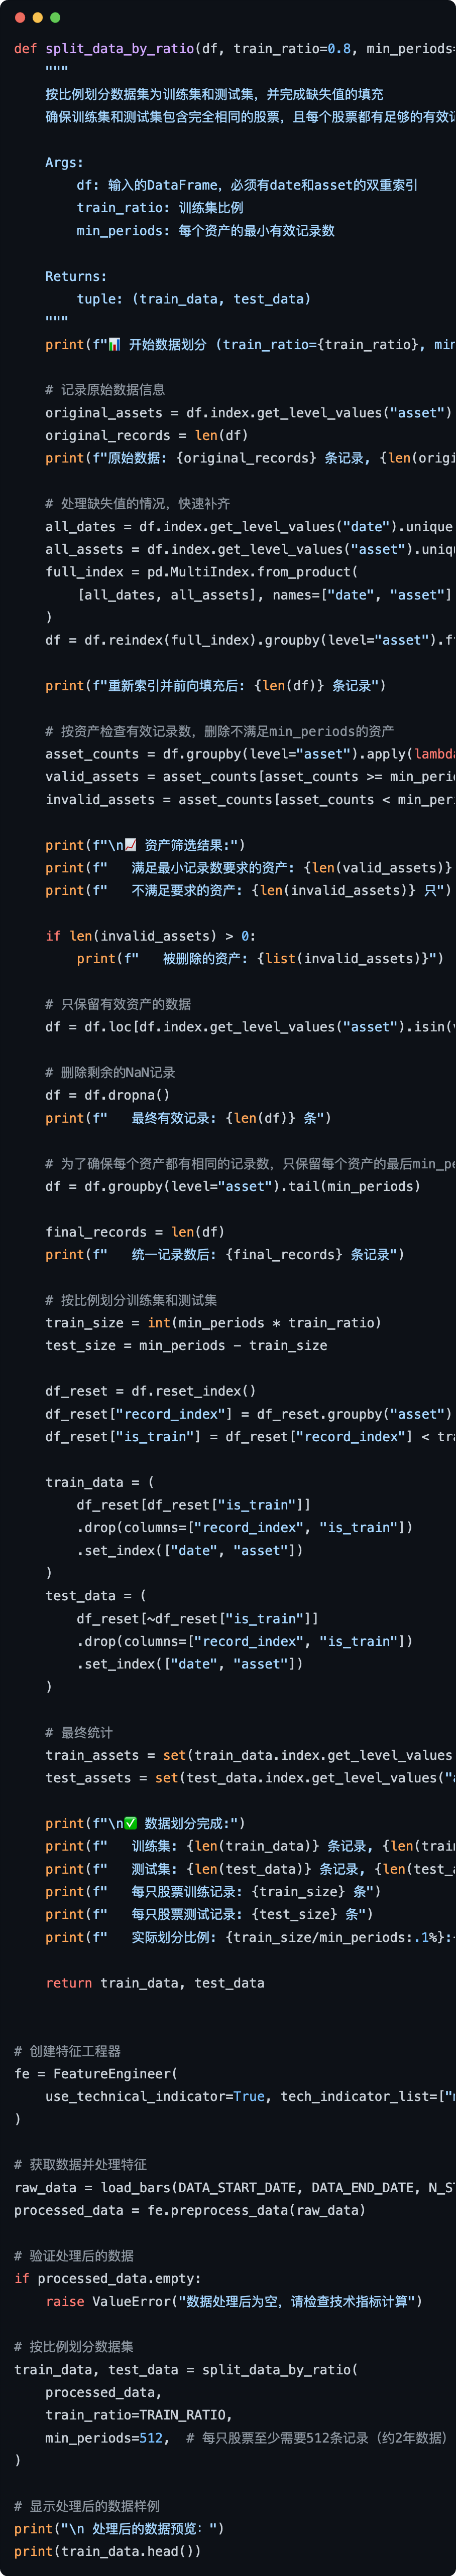 def split_data_by_ratio(df, train_ratio=0.8, min_periods=
    """
    按比例划分数据集为训练集和测试集，并完成缺失值的填充
    确保训练集和测试集包含完全相同的股票，且每个股票都有足够的有效

    Args:
        df: 输入的DataFrame，必须有date和asset的双重索引
        train_ratio: 训练集比例
        min_periods: 每个资产的最小有效记录数

    Returns:
        tuple: (train_data, test_data)
    """
    print(f"📊 开始数据划分 (train_ratio={train_ratio}, min

    # 记录原始数据信息
    original_assets = df.index.get_level_values("asset")
    original_records = len(df)
    print(f"原始数据: {original_records} 条记录, {len(orig

    # 处理缺失值的情况，快速补齐
    all_dates = df.index.get_level_values("date").unique
    all_assets = df.index.get_level_values("asset").uniq
    full_index = pd.MultiIndex.from_product(
        [all_dates, all_assets], names=["date", "asset"]
    )
    df = df.reindex(full_index).groupby(level="asset").f

    print(f"重新索引并前向填充后: {len(df)} 条记录")

    # 按资产检查有效记录数，删除不满足min_periods的资产
    asset_counts = df.groupby(level="asset").apply(lambd
    valid_assets = asset_counts[asset_counts >= min_peri
    invalid_assets = asset_counts[asset_counts < min_per

    print(f"\n📈 资产筛选结果:")
    print(f"   满足最小记录数要求的资产: {len(valid_assets)}
    print(f"   不满足要求的资产: {len(invalid_assets)} 只")

    if len(invalid_assets) > 0:
        print(f"   被删除的资产: {list(invalid_assets)}")

    # 只保留有效资产的数据
    df = df.loc[df.index.get_level_values("asset").isin(

    # 删除剩余的NaN记录
    df = df.dropna()
    print(f"   最终有效记录: {len(df)} 条")

    # 为了确保每个资产都有相同的记录数，只保留每个资产的最后min_pe
    df = df.groupby(level="asset").tail(min_periods)

    final_records = len(df)
    print(f"   统一记录数后: {final_records} 条记录")

    # 按比例划分训练集和测试集
    train_size = int(min_periods * train_ratio)
    test_size = min_periods - train_size

    df_reset = df.reset_index()
    df_reset["record_index"] = df_reset.groupby("asset")
    df_reset["is_train"] = df_reset["record_index"] < tra

    train_data = (
        df_reset[df_reset["is_train"]]
        .drop(columns=["record_index", "is_train"])
        .set_index(["date", "asset"])
    )
    test_data = (
        df_reset[~df_reset["is_train"]]
        .drop(columns=["record_index", "is_train"])
        .set_index(["date", "asset"])
    )

    # 最终统计
    train_assets = set(train_data.index.get_level_values
    test_assets = set(test_data.index.get_level_values("a

    print(f"\n✅ 数据划分完成:")
    print(f"   训练集: {len(train_data)} 条记录, {len(trai
    print(f"   测试集: {len(test_data)} 条记录, {len(test_a
    print(f"   每只股票训练记录: {train_size} 条")
    print(f"   每只股票测试记录: {test_size} 条")
    print(f"   实际划分比例: {train_size/min_periods:.1%}:

    return train_data, test_data


# 创建特征工程器
fe = FeatureEngineer(
    use_technical_indicator=True, tech_indicator_list=["
)

# 获取数据并处理特征
raw_data = load_bars(DATA_START_DATE, DATA_END_DATE, N_S
processed_data = fe.preprocess_data(raw_data)

# 验证处理后的数据
if processed_data.empty:
    raise ValueError("数据处理后为空，请检查技术指标计算")

# 按比例划分数据集
train_data, test_data = split_data_by_ratio(
    processed_data,
    train_ratio=TRAIN_RATIO,
    min_periods=512,  # 每只股票至少需要512条记录（约2年数据）
)

# 显示处理后的数据样例
print("\n 处理后的数据预览：")
print(train_data.head())